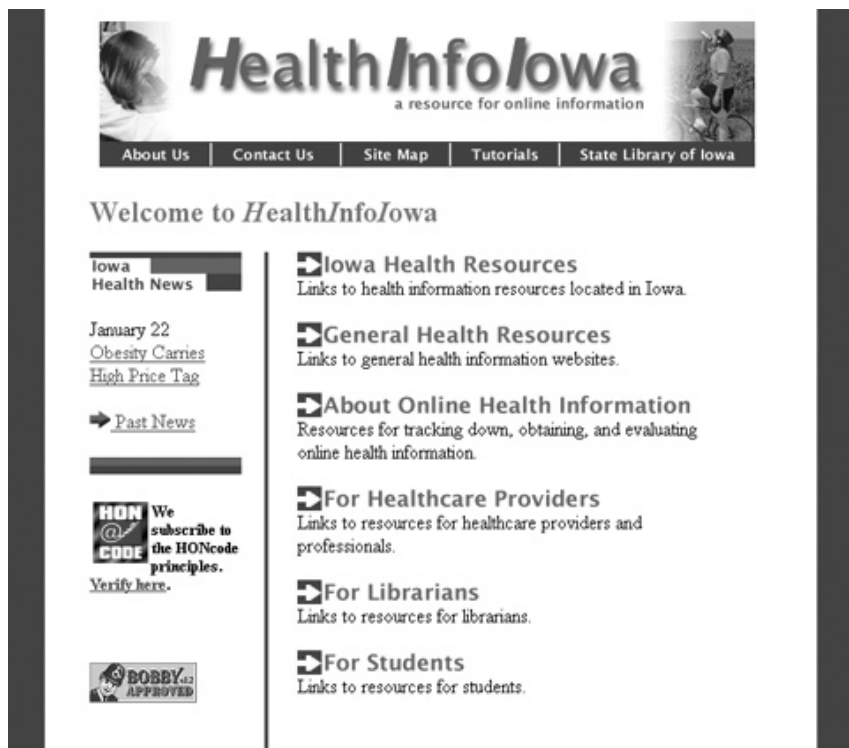 HealthInfoIowa
a resource for online information
About Us Contact Us Site Map Tutorials State Library of Iowa
Welcome to HealthInfoIowa
Iowa
Health News
January 22
Obesity Carries
High Price Tag
Past News
HON
@
CODE
We
subscribe to
the HONcode
principles.
Verify here.
BOBBY
APPROVED
Iowa Health Resources
Links to health information resources located in Iowa.
General Health Resources
Links to general health information websites.
About Online Health Information
Resources for tracking down, obtaining, and evaluating
online health information.
For Healthcare Providers
Links to resources for healthcare providers and
professionals.
For Librarians
Links to resources for librarians.
For Students
Links to resources for students.